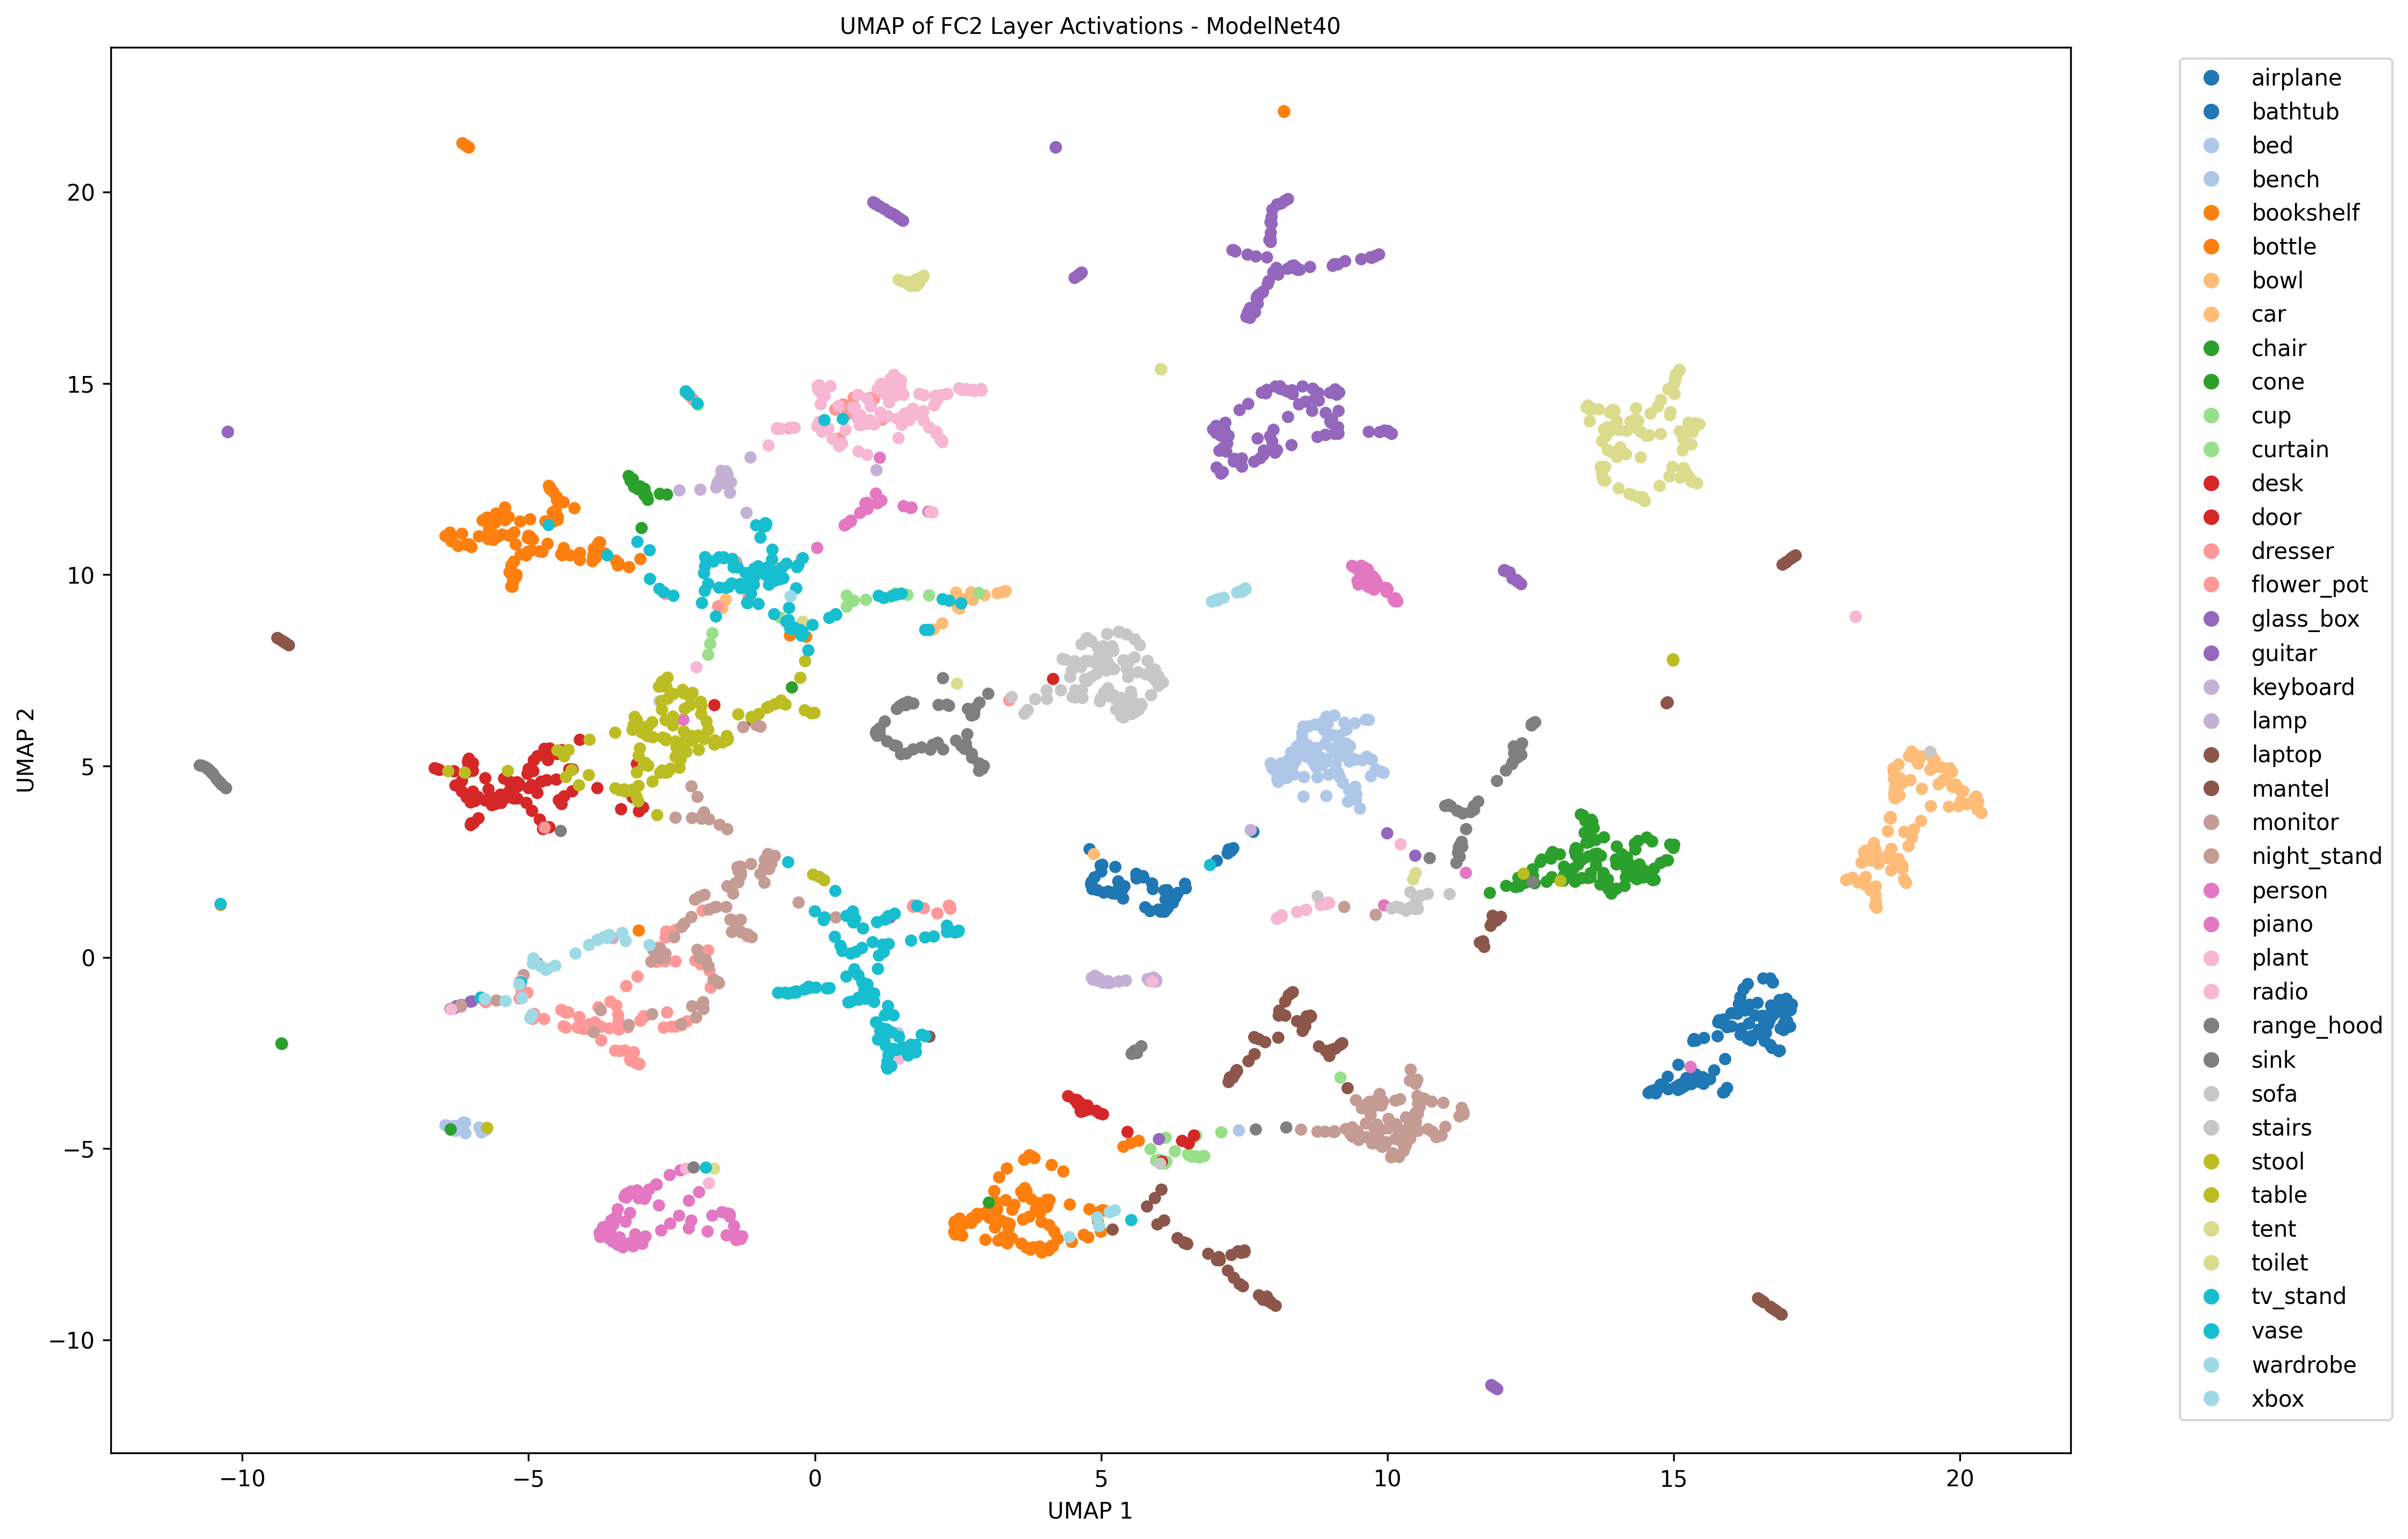 UMAP of FC2 Layer Activations - ModelNet40
UMAP 2
20
15
10
5
0
−5
−10
−10
−5
0
5
10
15
20
UMAP 1
airplane
bathtub
bed
bench
bookshelf
bottle
bowl
car
chair
cone
cup
curtain
desk
door
dresser
flower_pot
glass_box
guitar
keyboard
lamp
laptop
mantel
monitor
night_stand
person
piano
plant
radio
range_hood
sink
sofa
stairs
stool
table
tent
toilet
tv_stand
vase
wardrobe
xbox